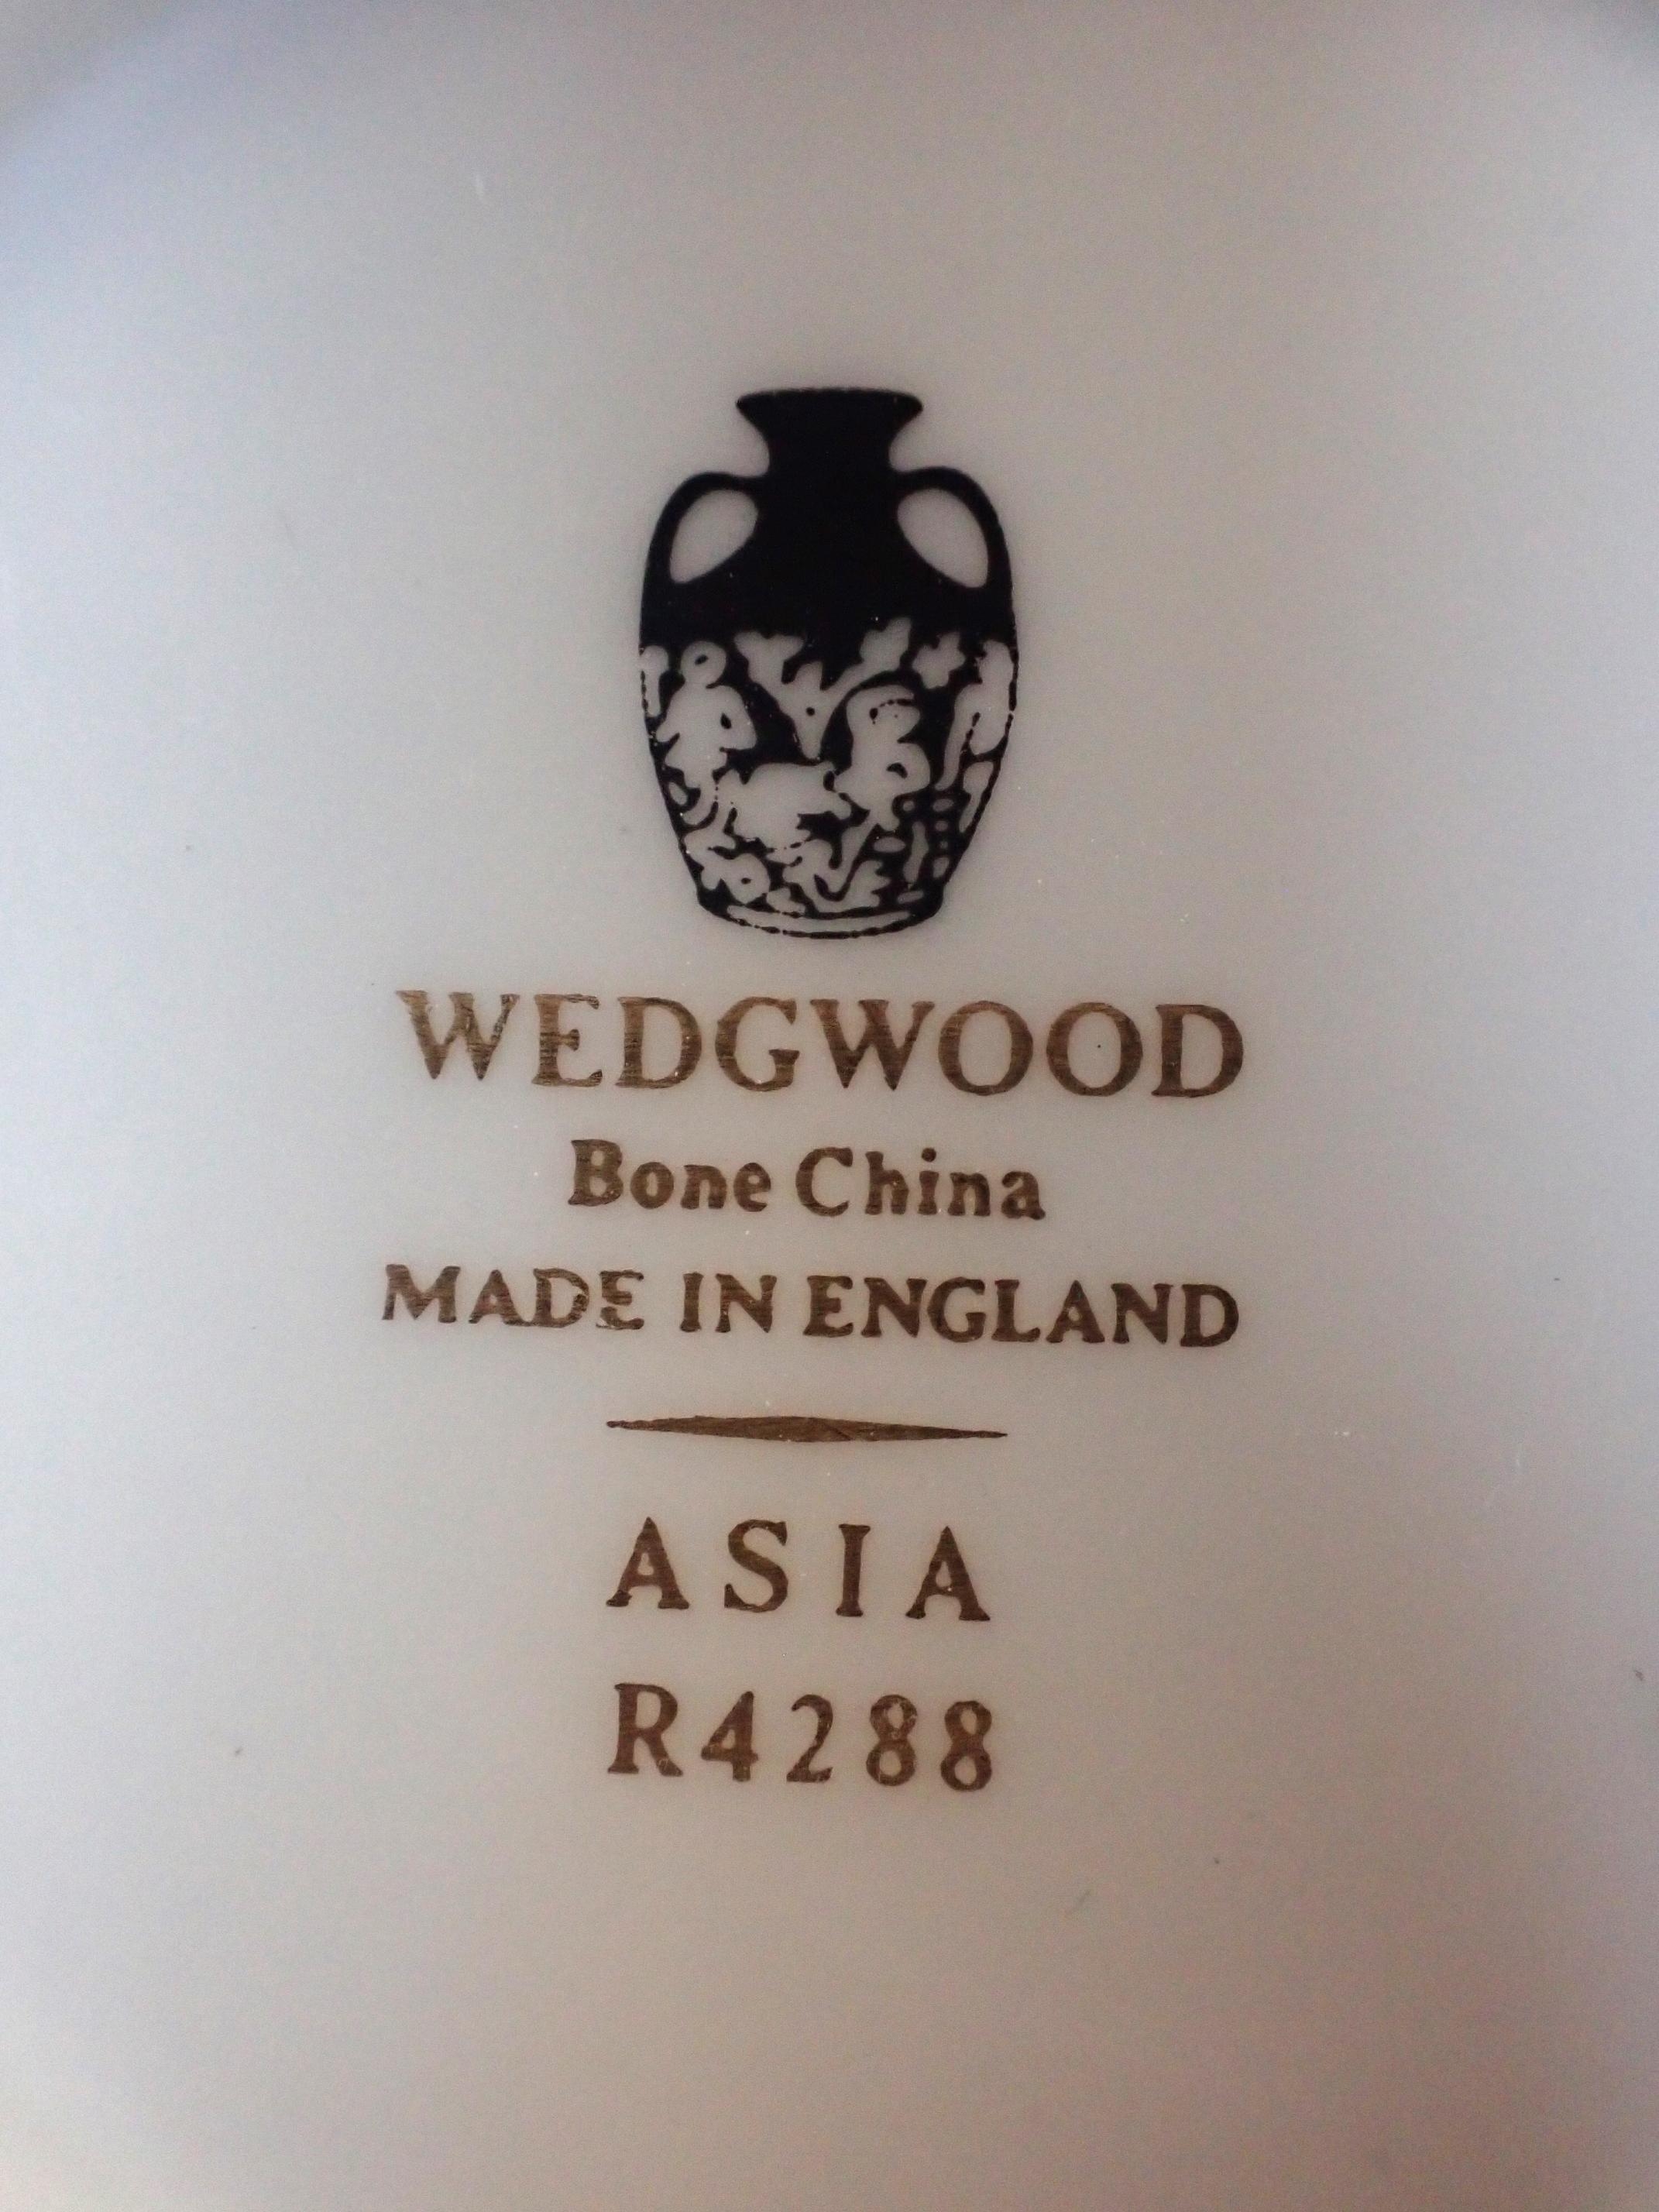 WEDGWOOD
Bone China
MADE IN ENGLAND
ASIA
R4288